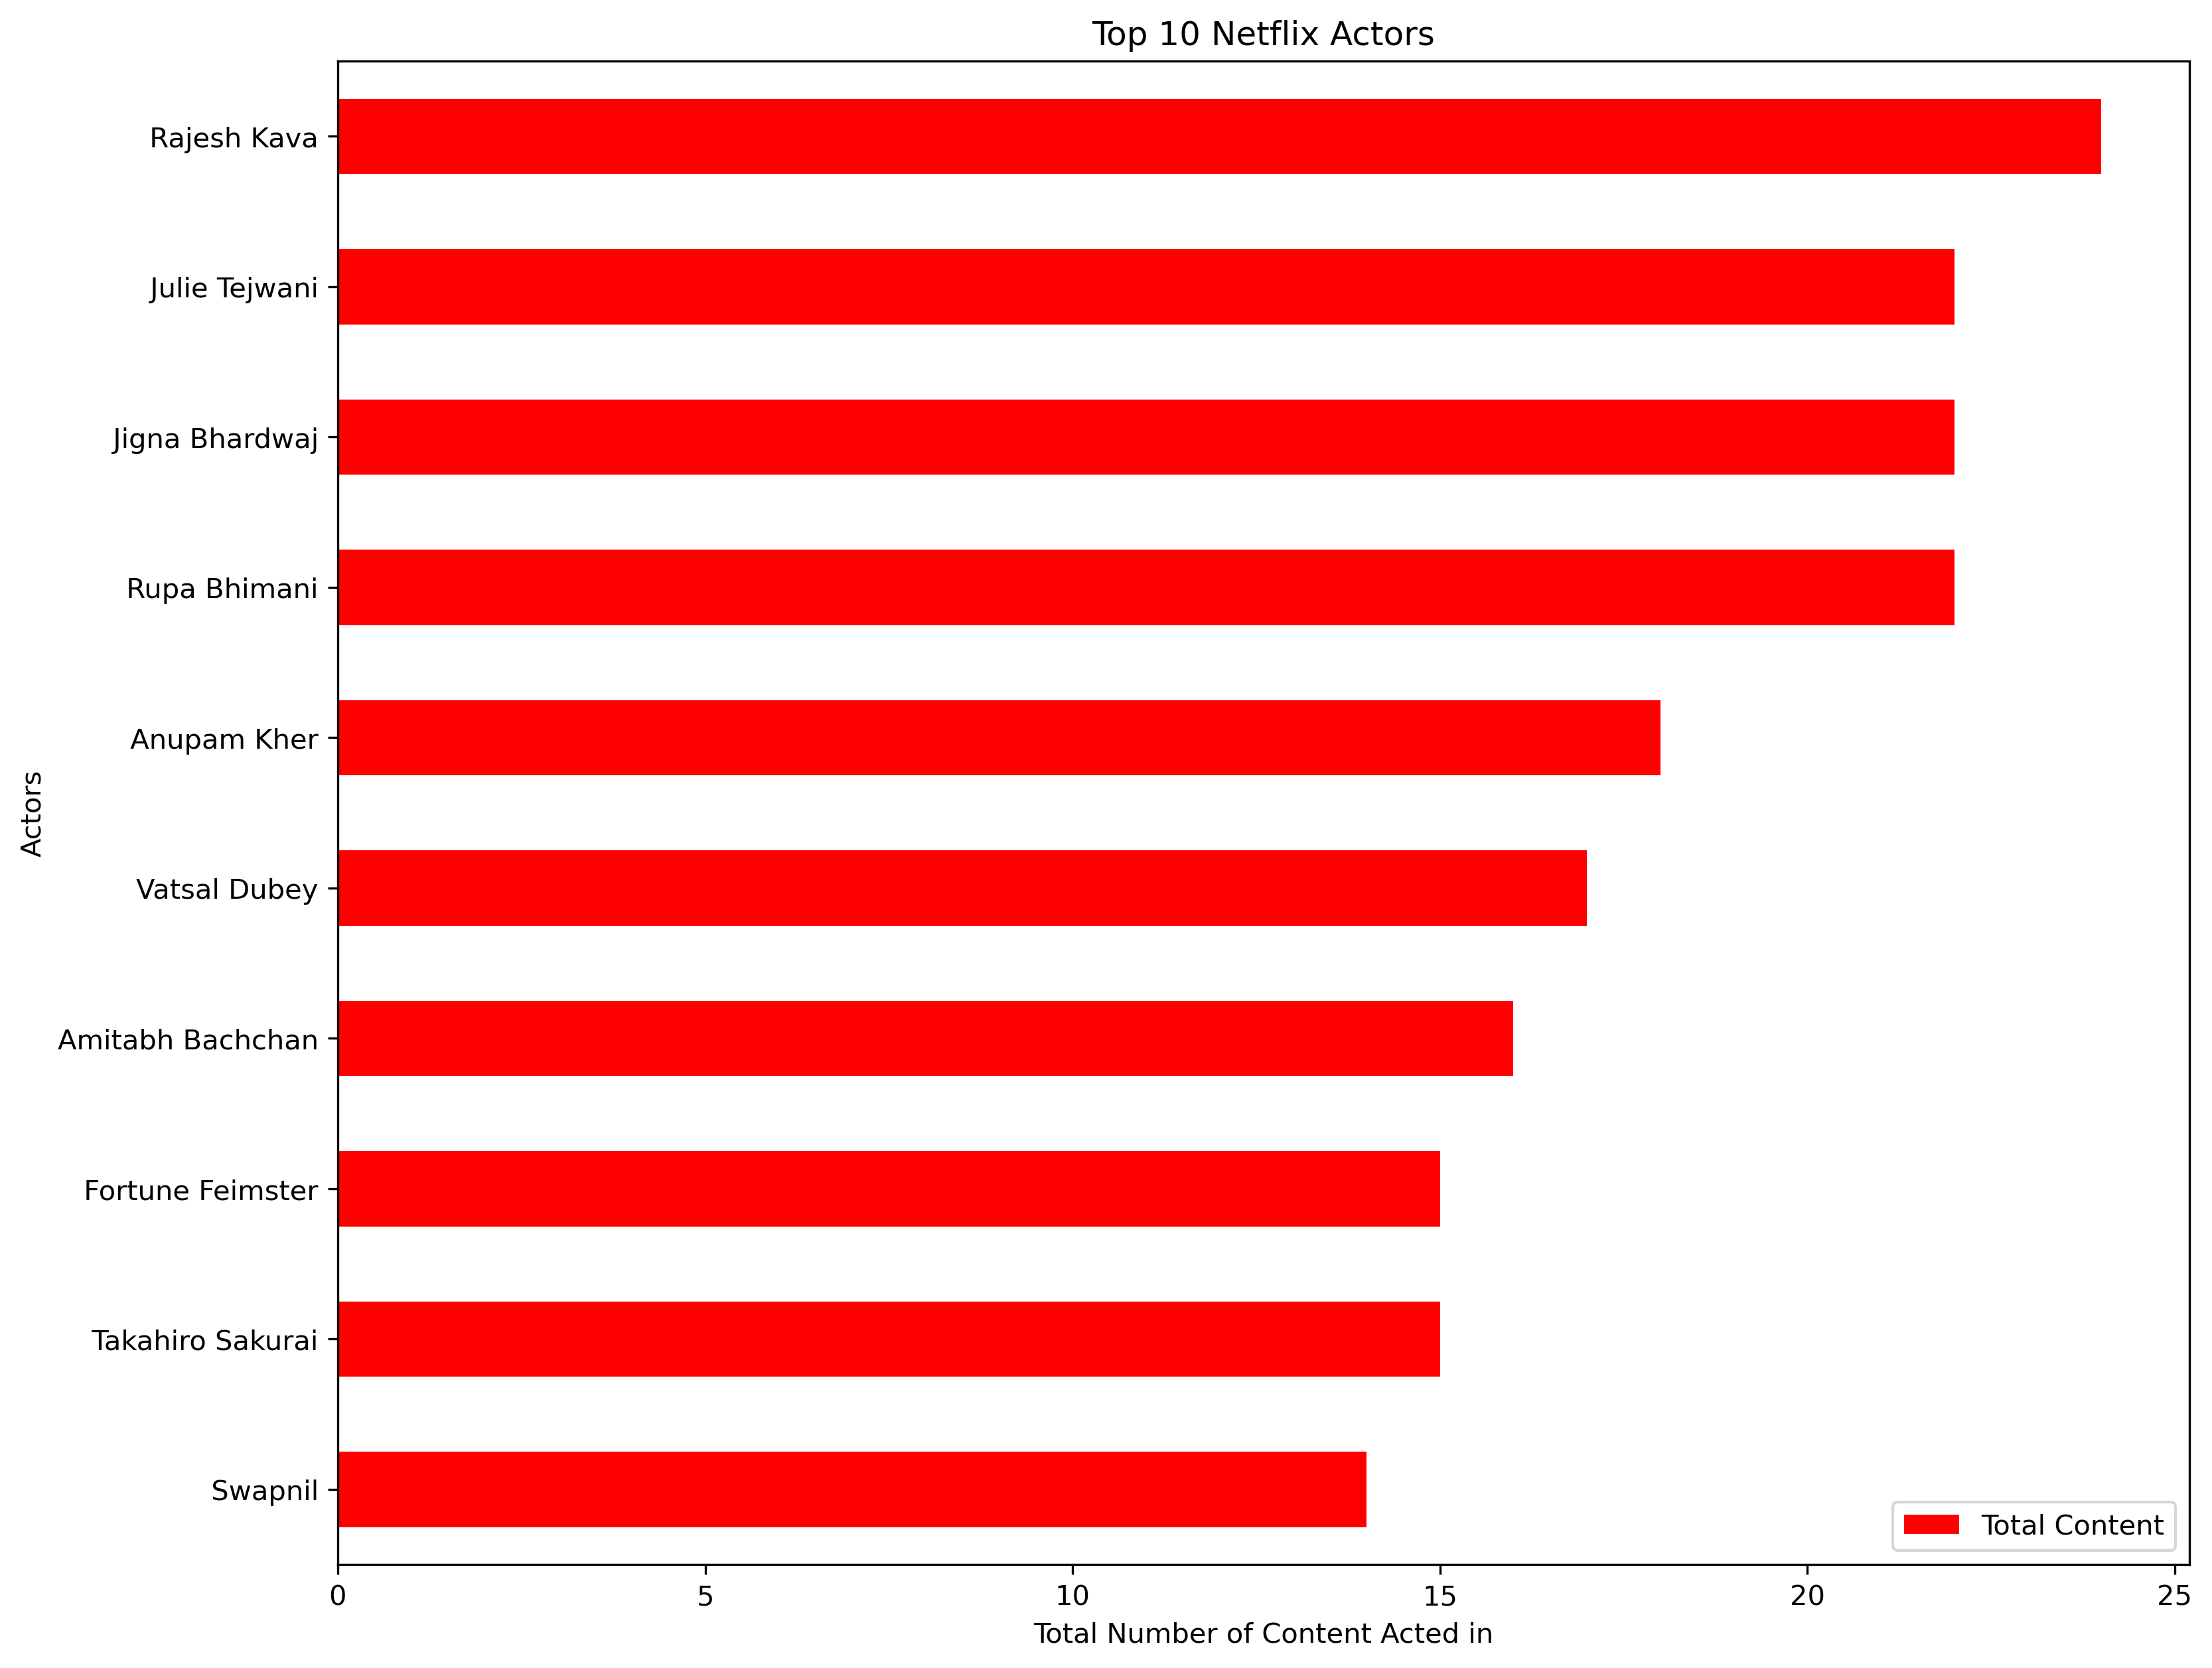 Top 10 Netflix Actors
Actors
Rajesh Kava
Julie Tejwani
Jigna Bhardwaj
Rupa Bhimani
Anupam Kher
Vatsal Dubey
Amitabh Bachchan
Fortune Feimster
Takahiro Sakurai
Swapnil
Total Content
0 5 10 15 20 25
Total Number of Content Acted in